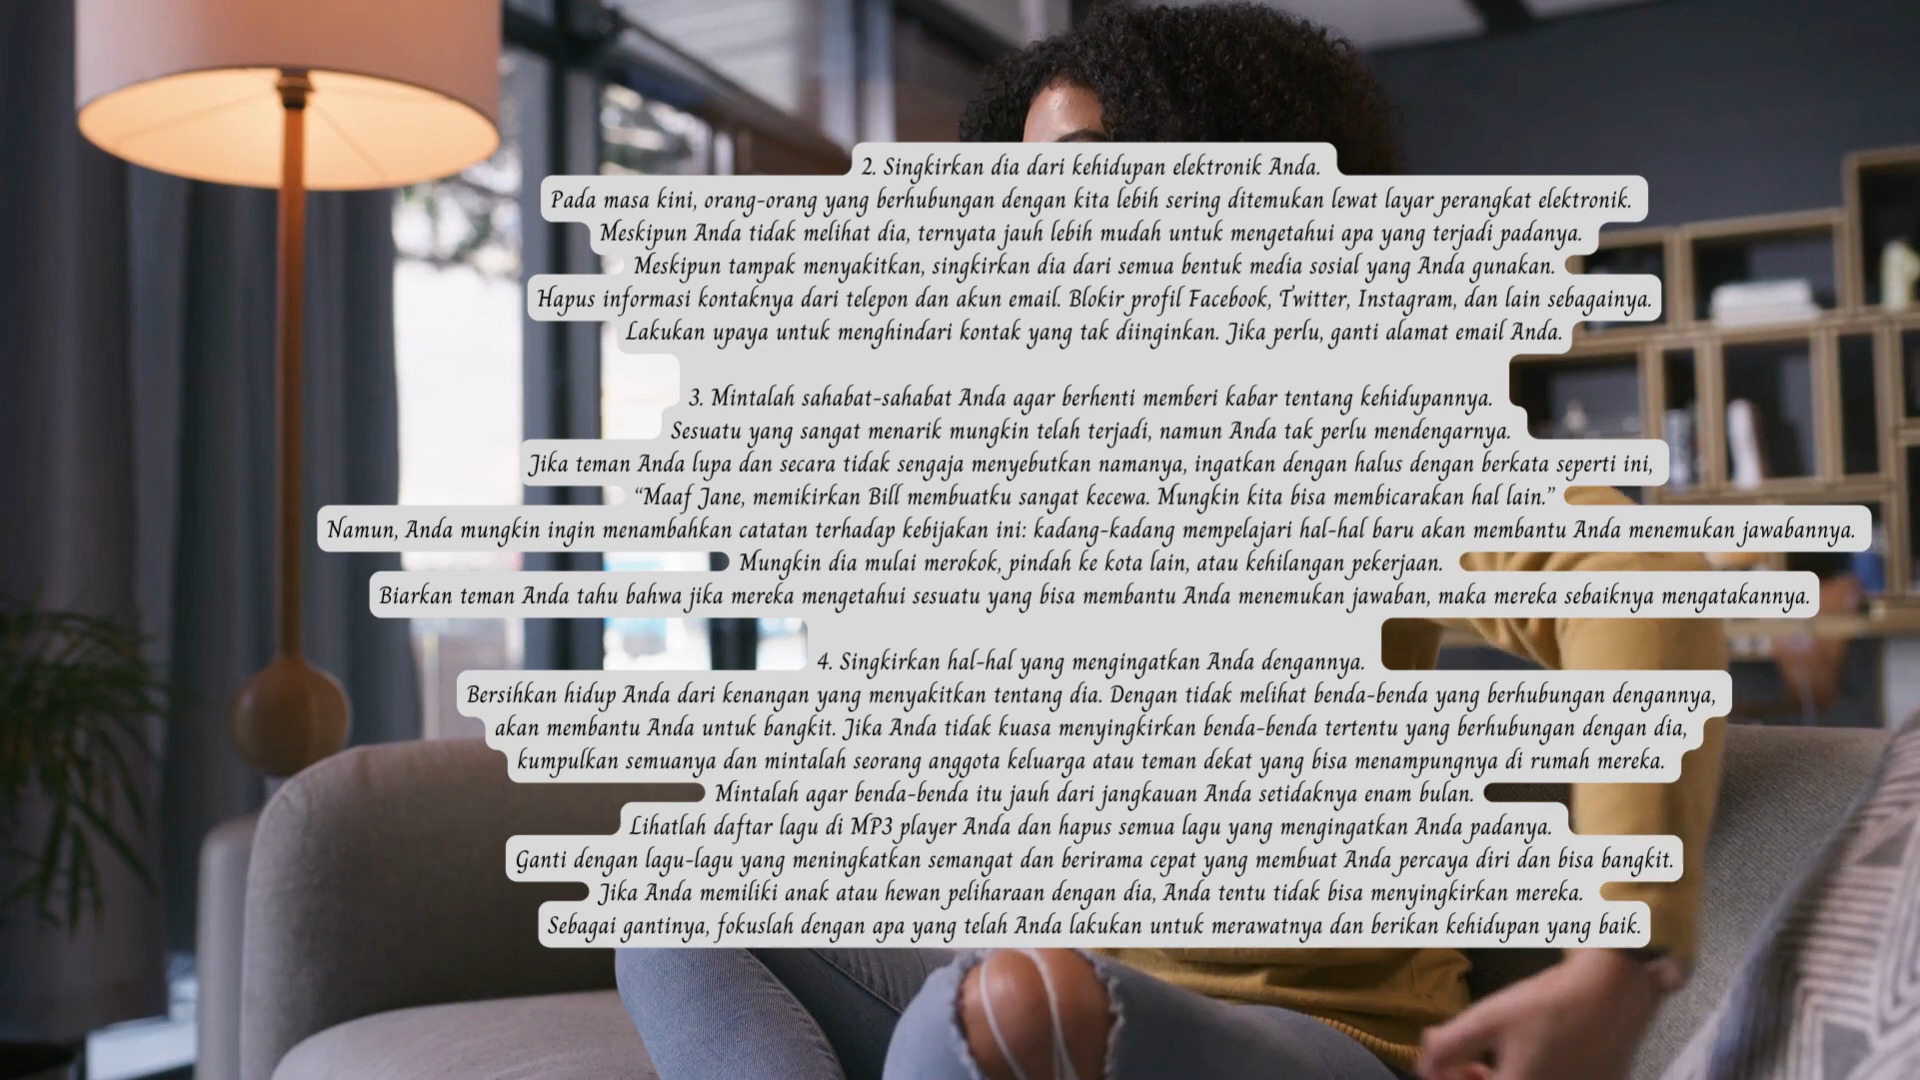 2. Singkirkan dia dari kehidupan elektronik Anda.
Pada masa kini, orang-orang yang berhubungan dengan kita lebih sering ditemukan lewat layar perangkat elektronik.
Meskipun Anda tidak melihat dia, ternyata jauh lebih mudah untuk mengetahui apa yang terjadi padanya.
Meskipun tampak menyakitkan, singkirkan dia dari semua bentuk media sosial yang Anda gunakan.
Hapus informasi kontaknya dari telepon dan akun email. Blokir profil Facebook, Twitter, Instagram, dan lain sebagainya.
Lakukan upaya untuk menghindari kontak yang tak diinginkan. Jika perlu, ganti alamat email Anda.
3. Mintalah sahabat-sahabat Anda agar berhenti memberi kabar tentang kehidupannya.
Sesuatu yang sangat menarik mungkin telah terjadi, namun Anda tak perlu mendengarnya.
Jika teman Anda lupa dan secara tidak sengaja menyebutkan namanya, ingatkan dengan halus dengan berkata seperti ini,
“Maaf Jane, memikirkan Bill membuatku sangat kecewa. Mungkin kita bisa membicarakan hal lain.”
Namun, Anda mungkin ingin menambahkan catatan terhadap kebijakan ini: kadang-kadang mempelajari hal-hal baru akan membantu Anda menemukan jawabannya.
Mungkin dia mulai merokok, pindah ke kota lain, atau kehilangan pekerjaan.
Biarkan teman Anda tahu bahwa jika mereka mengetahui sesuatu yang bisa membantu Anda menemukan jawaban, maka mereka sebaiknya mengatakannya.
4. Singkirkan hal-hal yang mengingatkan Anda dengannya.
Bersihkan hidup Anda dari kenangan yang menyakitkan tentang dia. Dengan tidak melihat benda-benda yang berhubungan dengannya,
akan membantu Anda untuk bangkit. Jika Anda tidak kuasa menyingkirkan benda-benda tertentu yang berhubungan dengan dia,
kumpulkan semuanya dan mintalah seorang anggota keluarga atau teman dekat yang bisa menampungnya di rumah mereka.
Mintalah agar benda-benda itu jauh dari jangkauan Anda setidaknya enam bulan.
Lihatlah daftar lagu di MP3 player Anda dan hapus semua lagu yang mengingatkan Anda padanya.
Ganti dengan lagu-lagu yang meningkatkan semangat dan berirama cepat yang membuat Anda percaya diri dan bisa bangkit.
Jika Anda memiliki anak atau hewan peliharaan dengan dia, Anda tentu tidak bisa menyingkirkan mereka.
Sebagai gantinya, fokuslah dengan apa yang telah Anda lakukan untuk merawatnya dan berikan kehidupan yang baik.